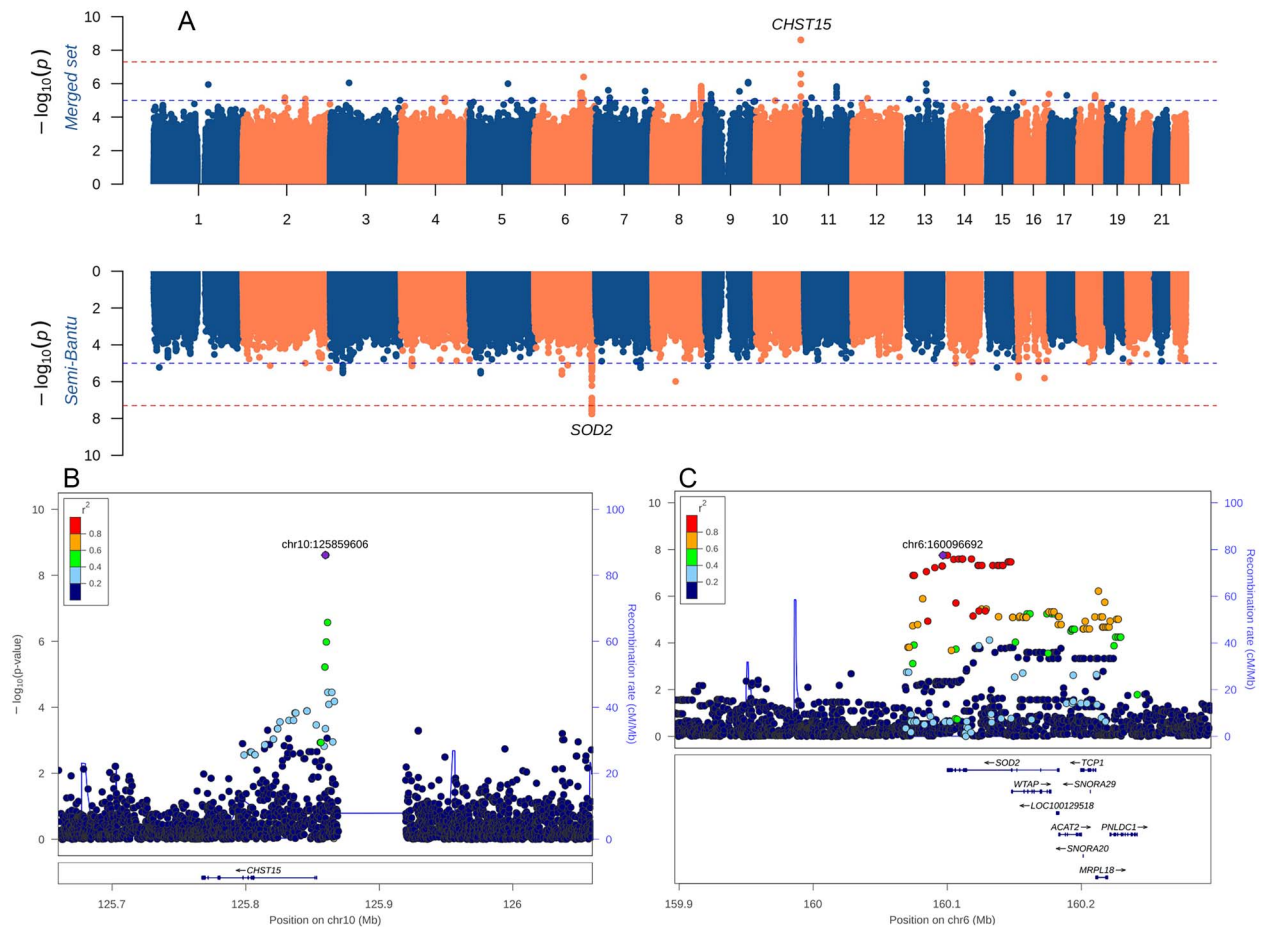 A
CHST15
10
8
6
4
2
0
− log10(p)
Merged set
1 2 3 4 5 6 7 8 9 10 11 12 13 14 15 16 17 19 21
0
2
4
6
8
10
− log10(p)
Semi-Bantu
SOD2
B
r2
0.8
0.6
0.4
0.2
chr10:125859606
10
8
6
4
2
0
− log10(p-value)
100
80
60
40
20
0
Recombination rate (cM/Mb)
←CHST15
125.7 125.8 125.9 126
Position on chr10 (Mb)
C
r2
0.8
0.6
0.4
0.2
chr6:160096692
10
8
6
4
2
0
100
80
60
40
20
0
Recombination rate (cM/Mb)
←SOD2 ←TCP1
WTAP→ ←SNORA29
←LOC100129518
ACAT2→ PNLDC1→
←SNORA20
MRPL18→
159.9 160 160.1 160.2
Position on chr6 (Mb)